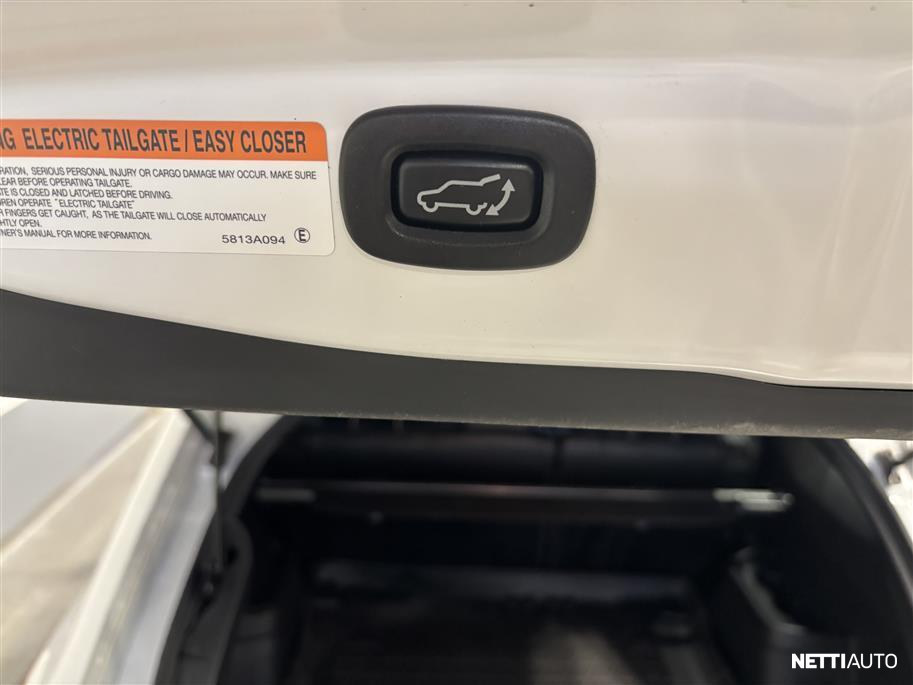 NG ELECTRIC TAILGATE / EASY CLOSER
RATION, SERIOUS PERSONAL INJURY OR CARGO DAMAGE MAY OCCUR. MAKE SURE
LEAR BEFORE OPERATING TAILGATE.
ATE IS CLOSED AND LATCHED BEFORE DRIVING.
REN OPERATE "ELECTRIC TAILGATE"
R FINGERS GET CAUGHT, AS THE TAILGATE WILL CLOSE AUTOMATICALLY
HTLY OPEN.
NER'S MANUAL FOR MORE INFORMATION.
5813A094 Ⓔ
NETTIAUTO